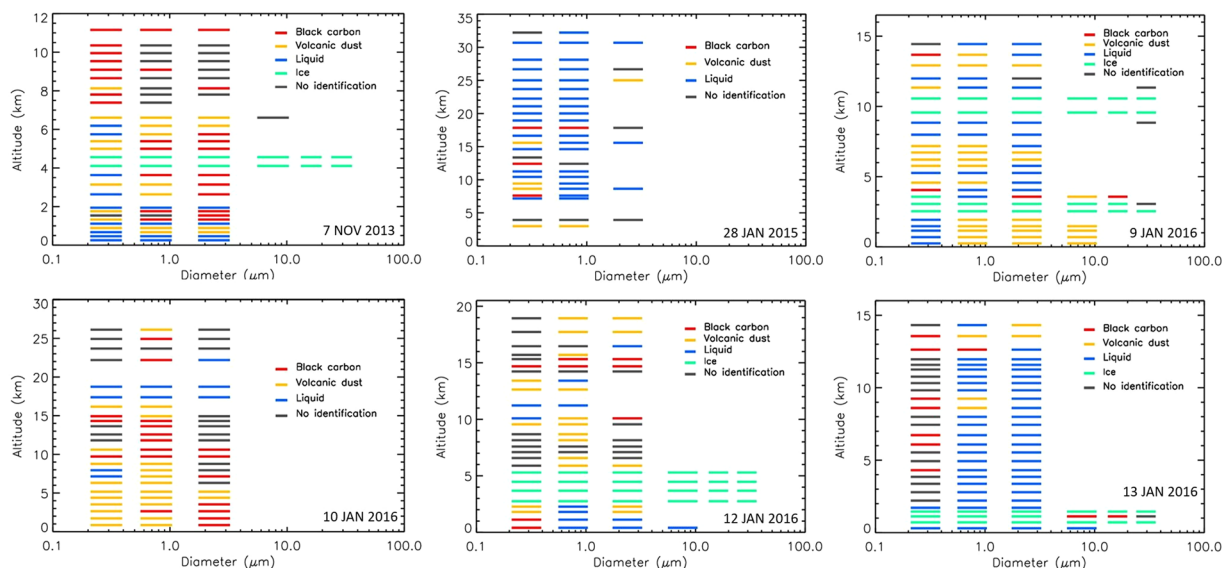 12
10
8
6
4
2
0
Altitude (km)
Black carbon
Volcanic dust
Liquid
Ice
No identification
7 NOV 2013
0.1 1.0 10.0 100.0
Diameter (μm)
35
30
25
20
15
10
5
0
Altitude (km)
Black carbon
Volcanic dust
Liquid
No identification
28 JAN 2015
0.1 1.0 10.0 100.0
Diameter (μm)
15
10
5
0
Altitude (km)
Black carbon
Volcanic dust
Liquid
Ice
No identification
9 JAN 2016
0.1 1.0 10.0 100.0
Diameter (μm)
30
25
20
15
10
5
0
Altitude (km)
Black carbon
Volcanic dust
Liquid
No identification
10 JAN 2016
0.1 1.0 10.0 100.0
Diameter (μm)
20
15
10
5
0
Altitude (km)
Black carbon
Volcanic dust
Liquid
Ice
No identification
12 JAN 2016
0.1 1.0 10.0 100.0
Diameter (μm)
15
10
5
0
Altitude (km)
Black carbon
Volcanic dust
Liquid
Ice
No identification
13 JAN 2016
0.1 1.0 10.0 100.0
Diameter (μm)